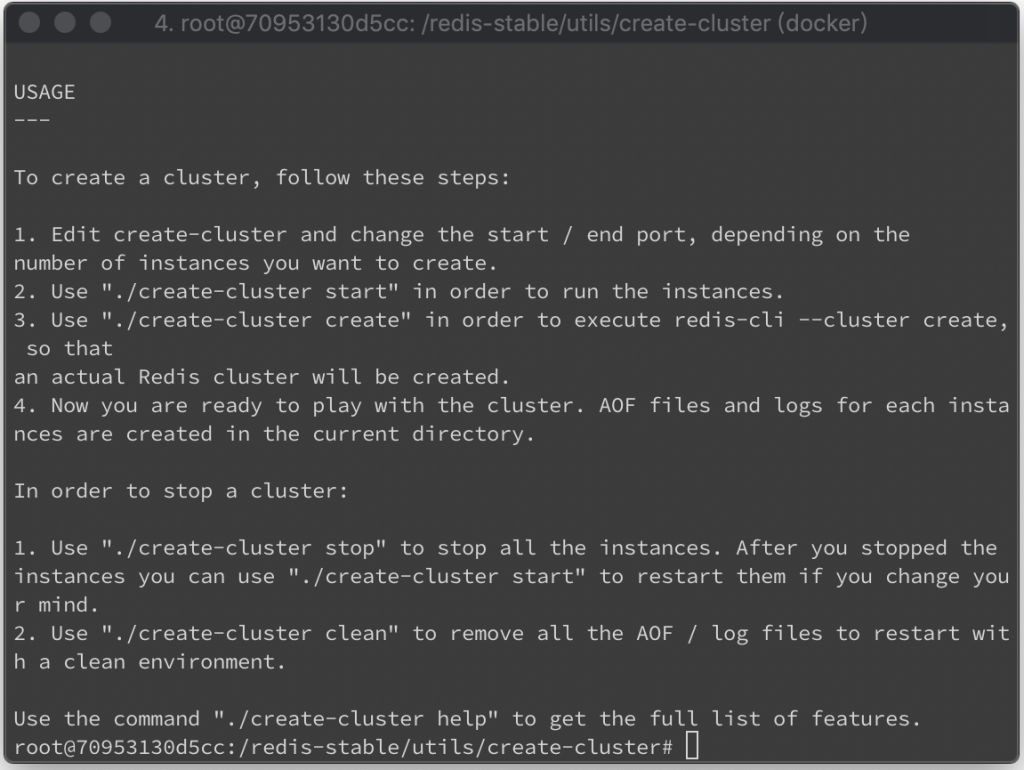 4. root@70953130d5cc: /redis-stable/utils/create-cluster (docker)
USAGE
---
To create a cluster, follow these steps:
1. Edit create-cluster and change the start / end port, depending on the
number of instances you want to create.
2. Use "./create-cluster start" in order to run the instances.
3. Use "./create-cluster create" in order to execute redis-cli --cluster create,
 so that
an actual Redis cluster will be created.
4. Now you are ready to play with the cluster. AOF files and logs for each insta
nces are created in the current directory.
In order to stop a cluster:
1. Use "./create-cluster stop" to stop all the instances. After you stopped the
instances you can use "./create-cluster start" to restart them if you change you
r mind.
2. Use "./create-cluster clean" to remove all the AOF / log files to restart wit
h a clean environment.
Use the command "./create-cluster help" to get the full list of features.
root@70953130d5cc:/redis-stable/utils/create-cluster#